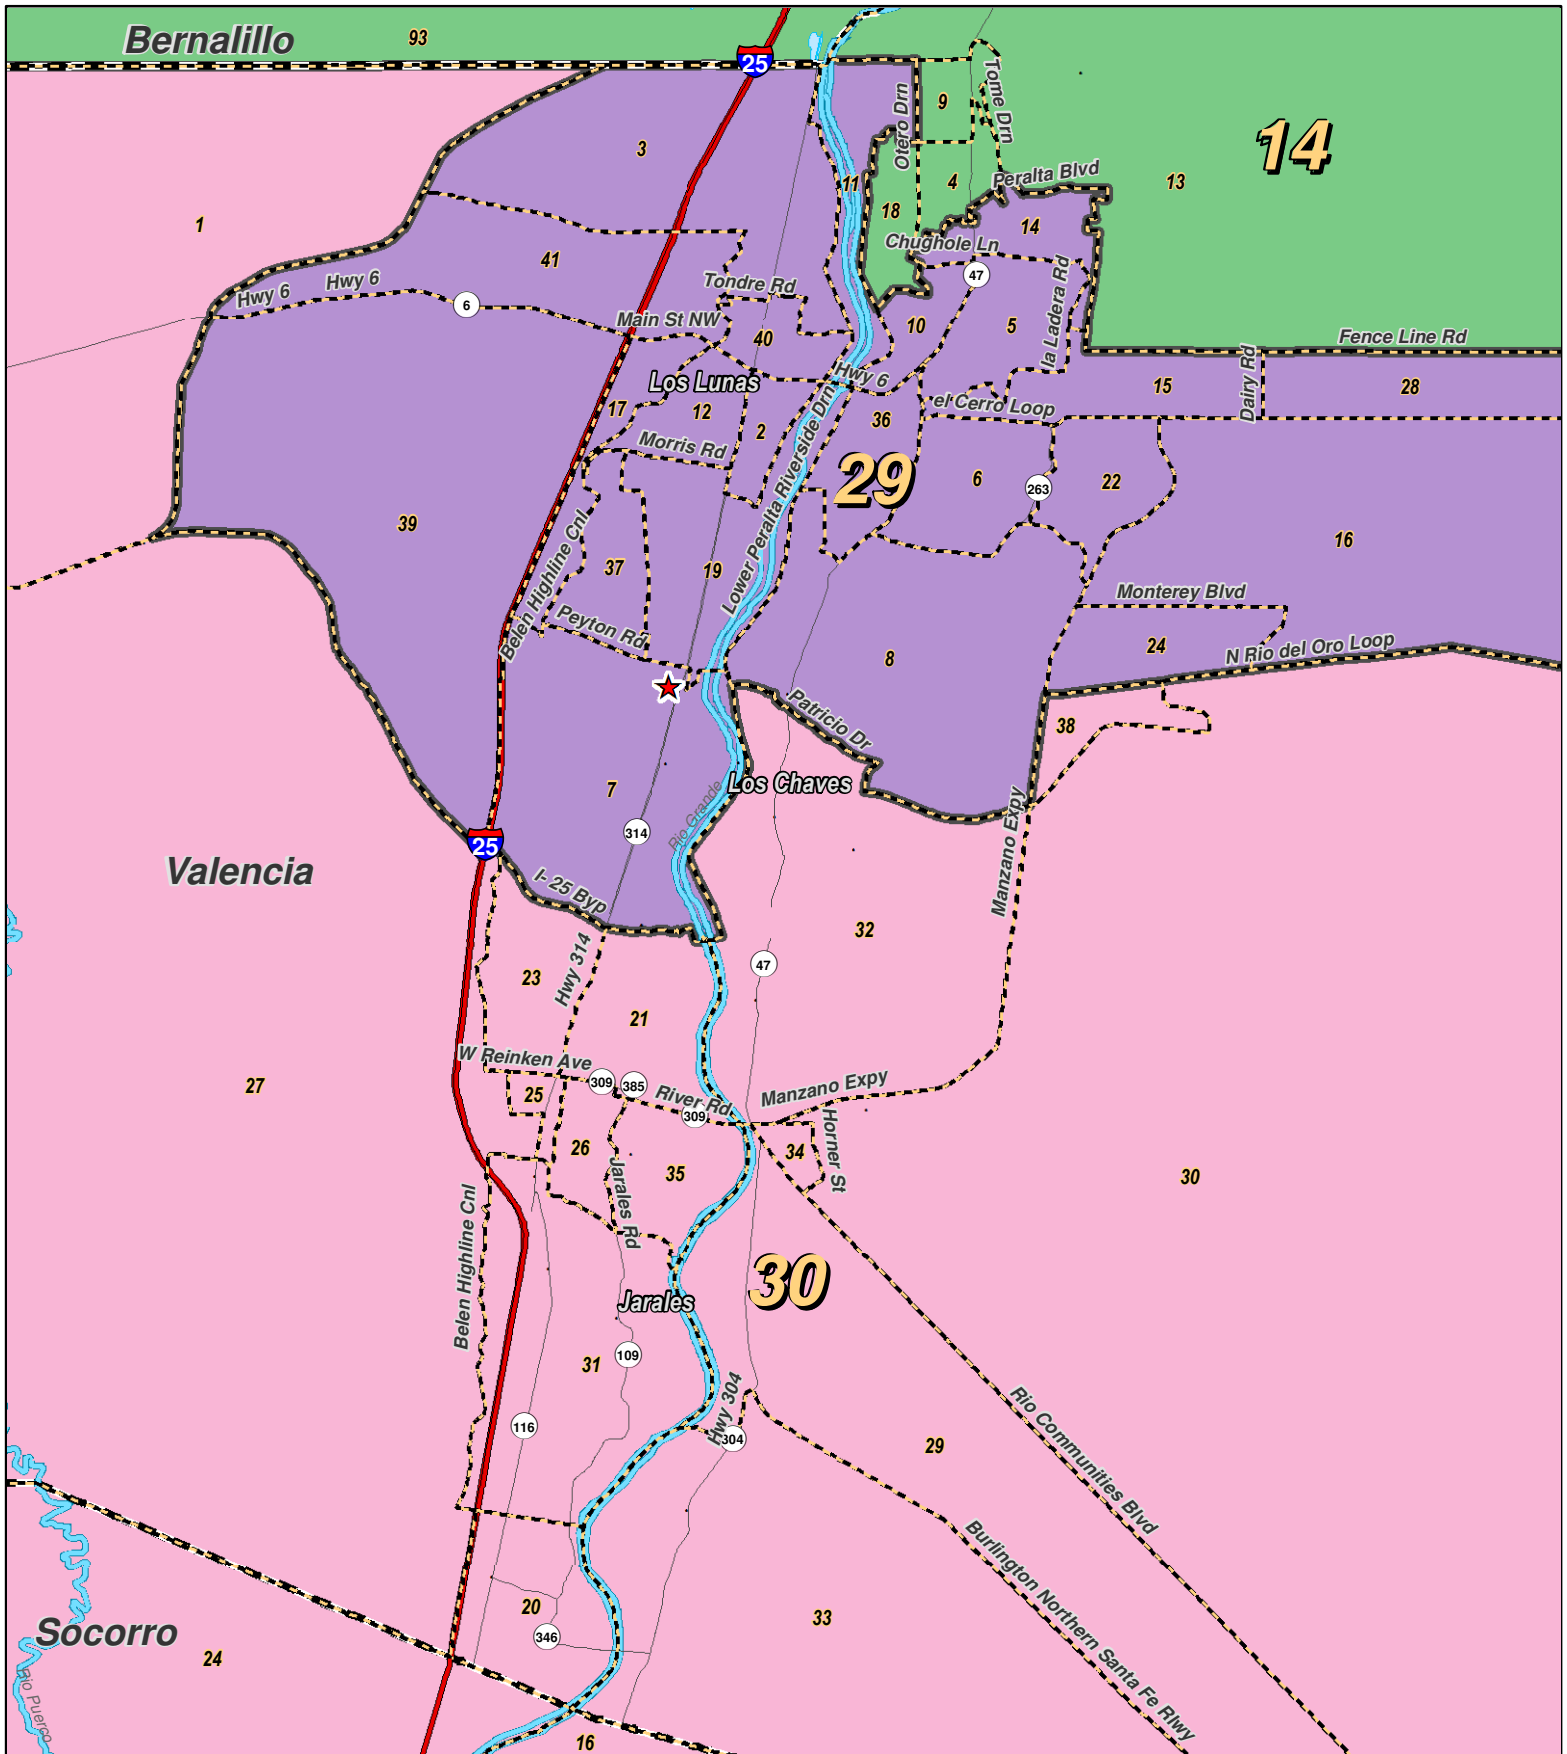 Bernalillo
93
25
Tome Drn
9
Otero Drn
14
3
11
4
Peralta Blvd
13
1
18
14
41
Chughole Ln
47
Hwy 6
Hwy 6
6
Tondre Rd
la Ladera Rd
Main St NW
40
10
5
Fence Line Rd
Los Lunas
Hwy 6
15
Dairy Rd
28
17
12
2
36
el Cerro Loop
Morris Rd
29
6
263
22
39
Belen Highline Cnl
37
19
Lower Peralta Riverside Drn
16
Monterey Blvd
Peyton Rd
8
24
N Rio del Oro Loop
Patricio Dr
38
7
Los Chaves
314
Rio Grande
25
Valencia
I- 25 Byp
Manzano Expy
32
Hwy 314
47
23
21
W Reinken Ave
309
385
River Rd
309
Manzano Expy
27
25
26
35
34
Horner St
Jarales Rd
30
Belen Highline Cnl
30
Jarales
31
109
116
Hwy 304
304
29
Rio Communities Blvd
Burlington Northern Santa Fe Rlwy
20
33
346
Socorro
24
Rio Puerco
16